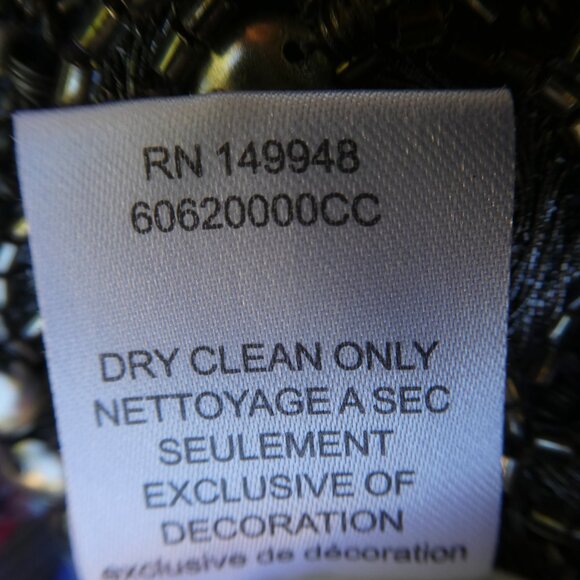 RN 149948
60620000CC
DRY CLEAN ONLY
NETTOYAGE A SEC
SEULEMENT
EXCLUSIVE OF
DECORATION
exclusive de décoration